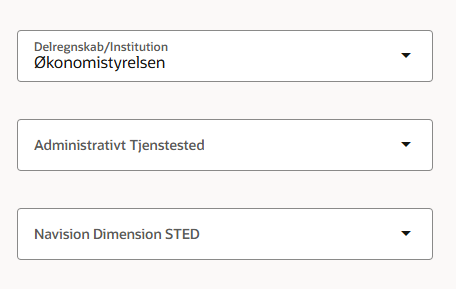 Delregnskab/Institution
Økonomistyrelsen
Administrativt Tjenstested
Navision Dimension STED